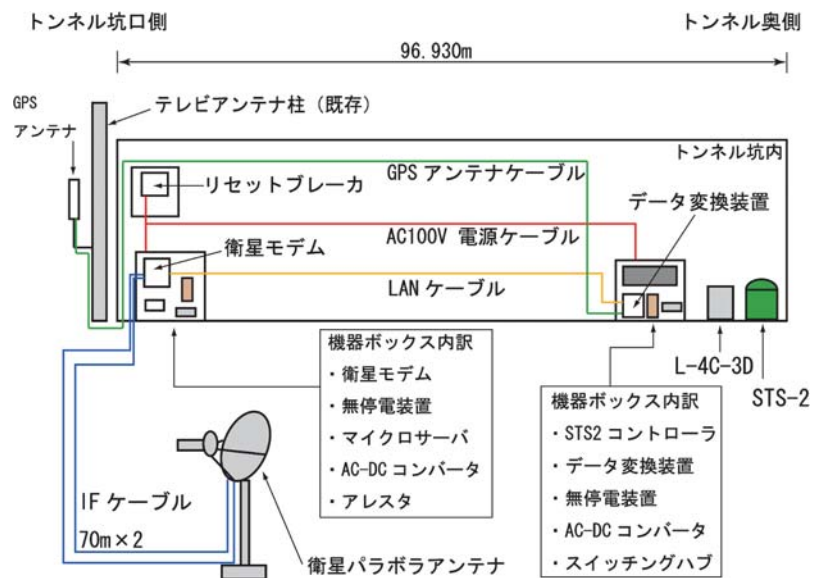 トンネル坑口側
トンネル奥側
96.930m
GPS
アンテナ
テレビアンテナ柱（既存）
トンネル坑内
リセットブレーカ
GPS アンテナケーブル
データ変換装置
AC100V 電源ケーブル
衛星モデム
LAN ケーブル
機器ボックス内訳
・衛星モデム
・無停電装置
・マイクロサーバ
・AC-DC コンバータ
・アレスタ
L-4C-3D
STS-2
機器ボックス内訳
・STS2 コントローラ
・データ変換装置
・無停電装置
・AC-DC コンバータ
・スイッチングハブ
IF ケーブル
70m×2
衛星パラボラアンテナ